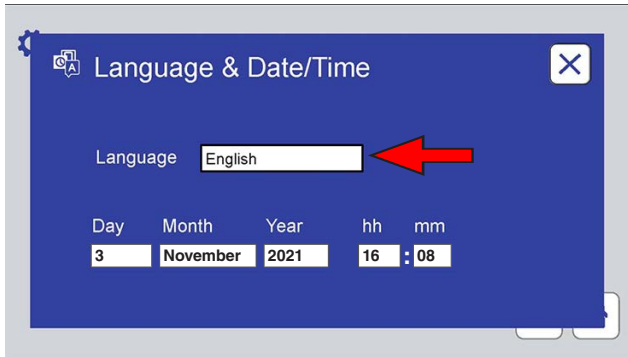 Language & Date/Time
Language English
Day Month Year hh mm
3 November 2021 16 : 08